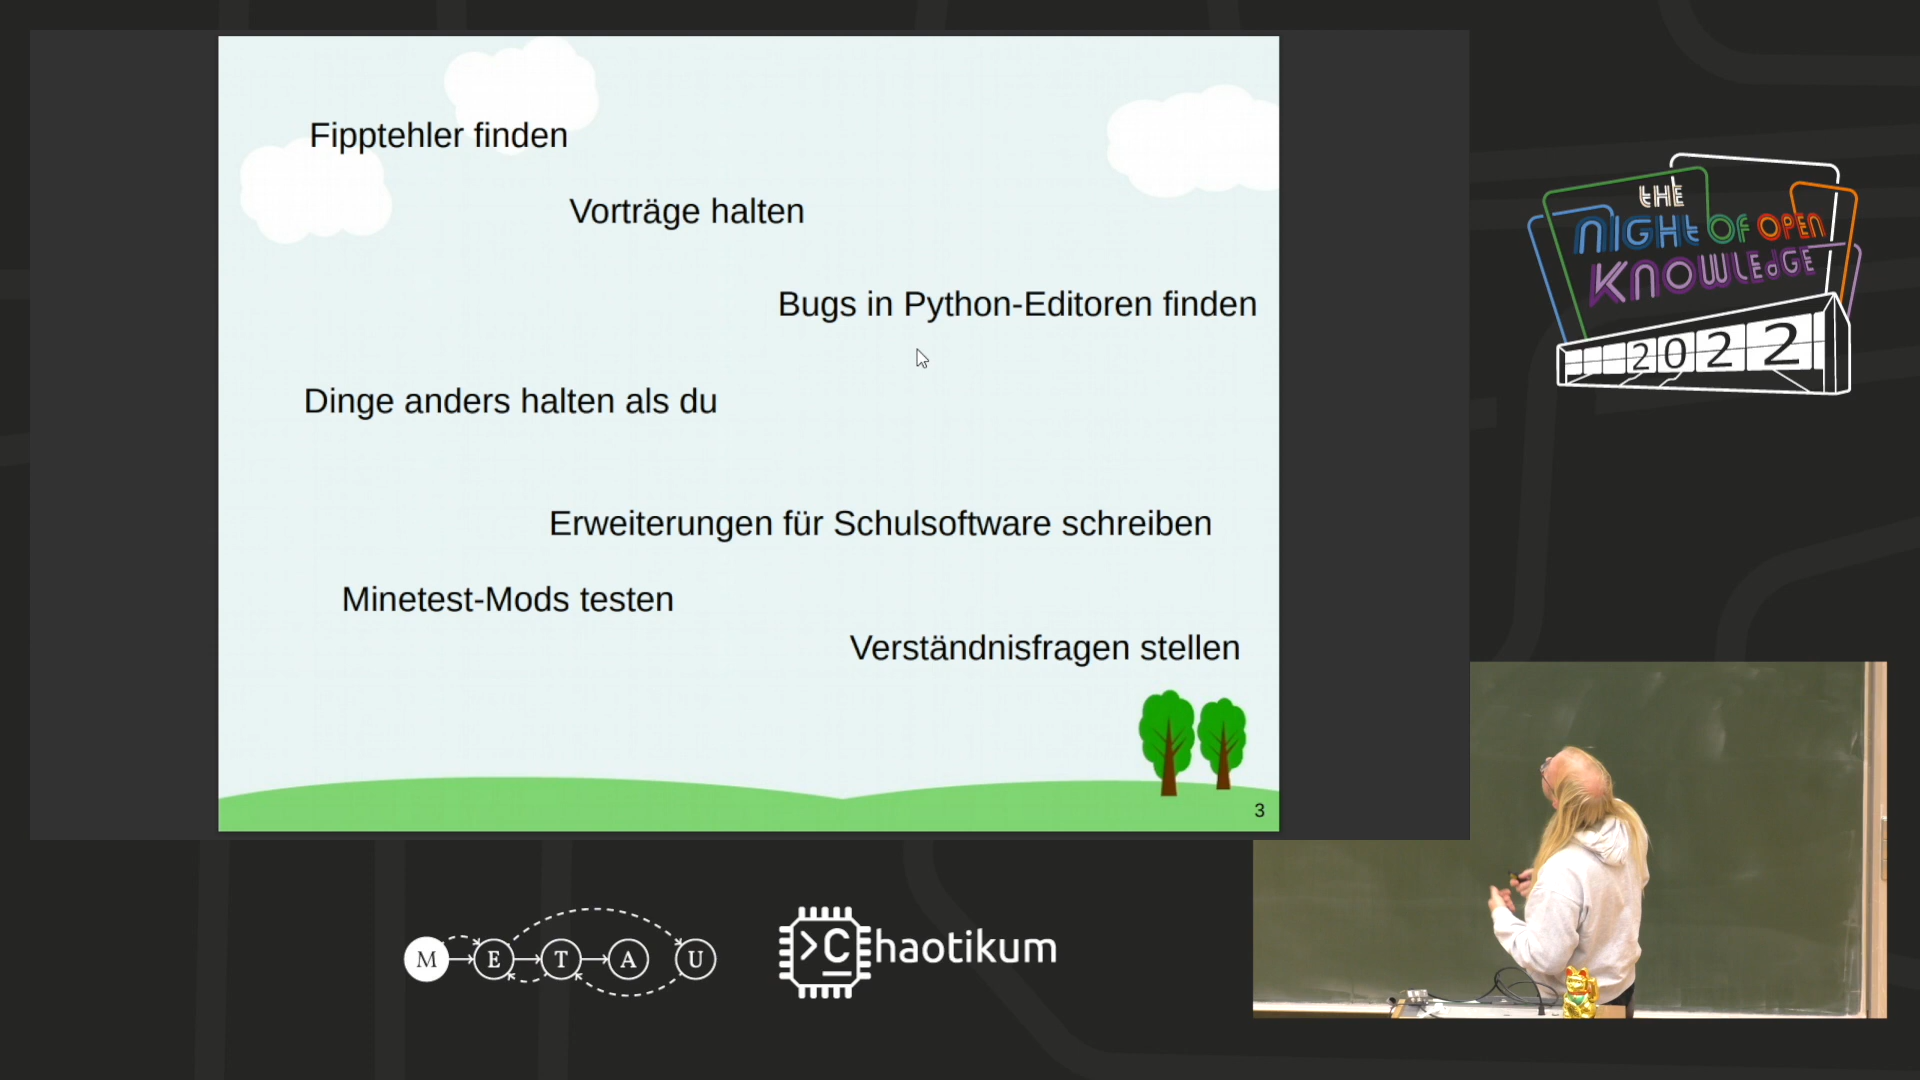 Fipptehler finden
Vorträge halten
Bugs in Python-Editoren finden
Dinge anders halten als du
Erweiterungen für Schulsoftware schreiben
Minetest-Mods testen
Verständnisfragen stellen
3
THE
NIGHT OF OPEN
KNOWLEdGE
2022
M E T A U
>C haotikum